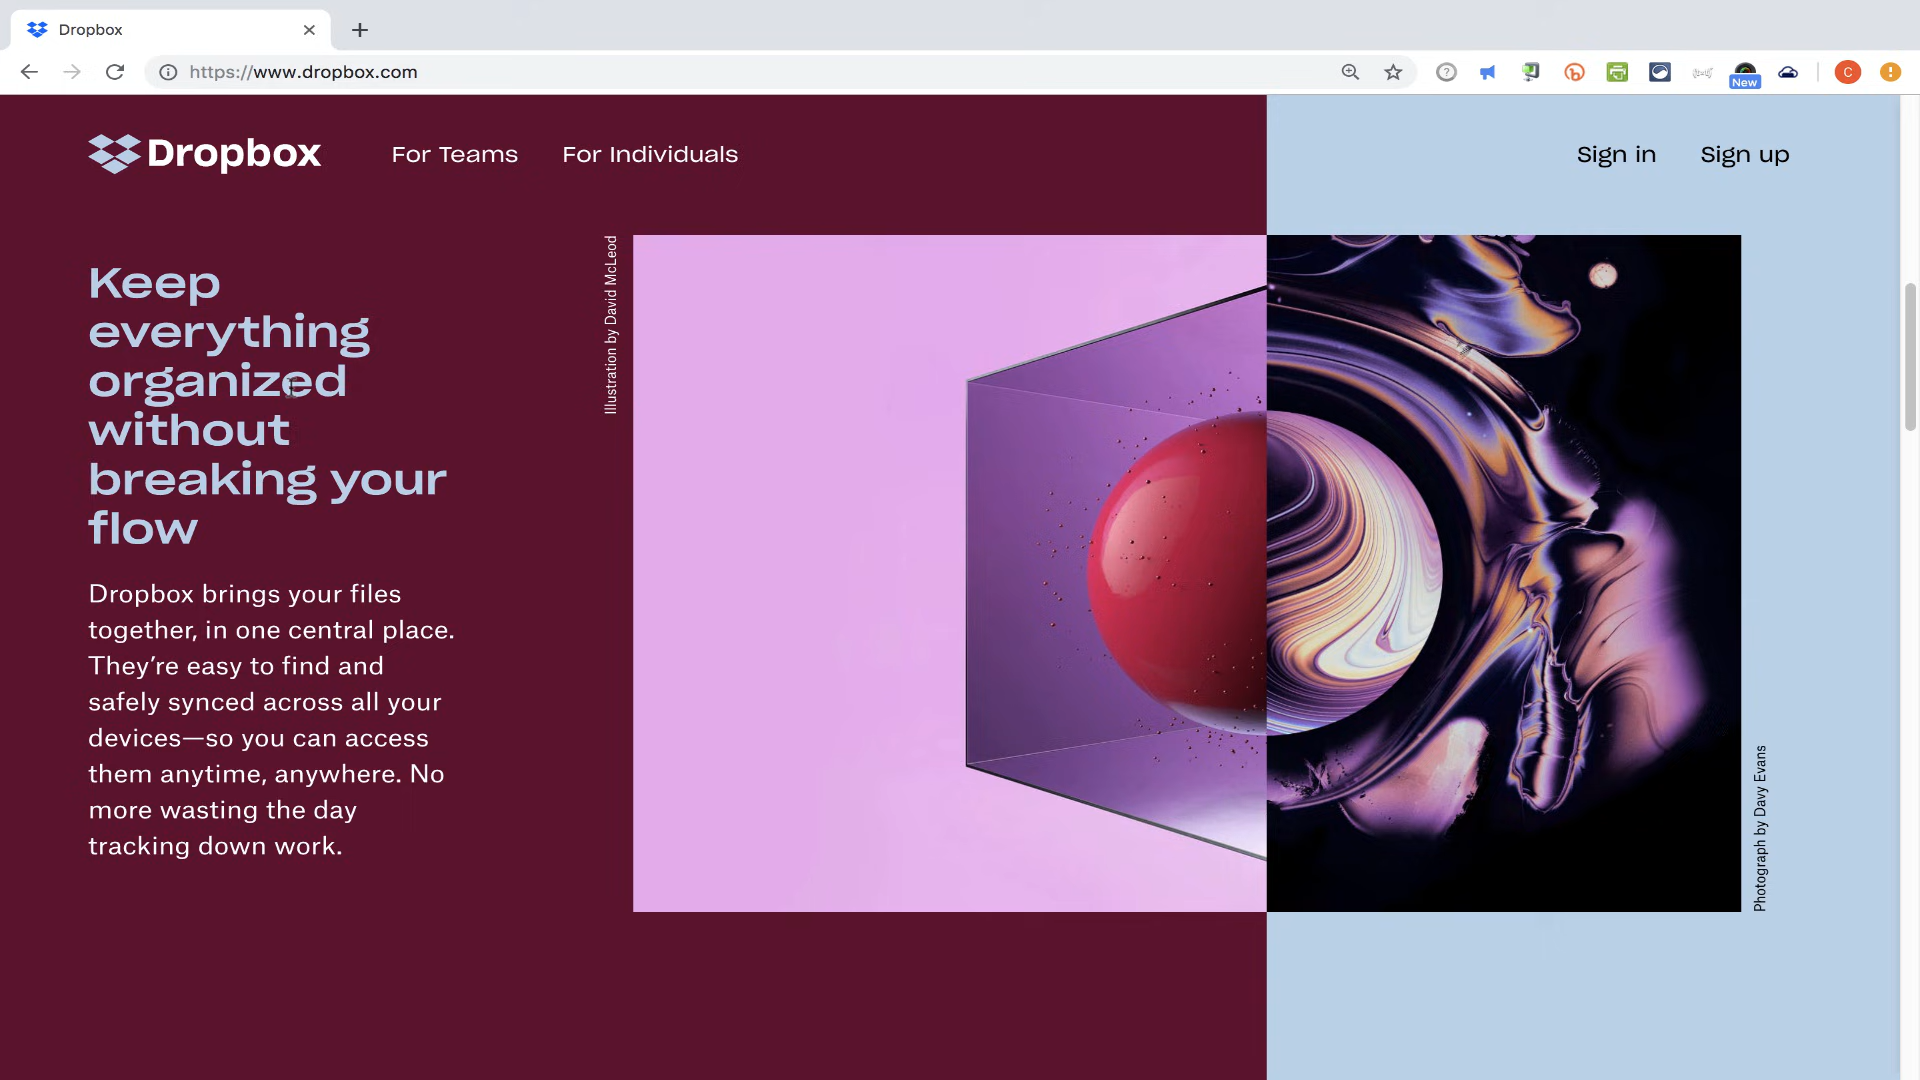 Dropbox
https://www.dropbox.com
New
C
Dropbox
For Teams
For Individuals
Sign in
Sign up
Keep
everything
organized
without
breaking your
flow
Dropbox brings your files
together, in one central place.
They’re easy to find and
safely synced across all your
devices—so you can access
them anytime, anywhere. No
more wasting the day
tracking down work.
Illustration by David McLeod
Photograph by Davy Evans